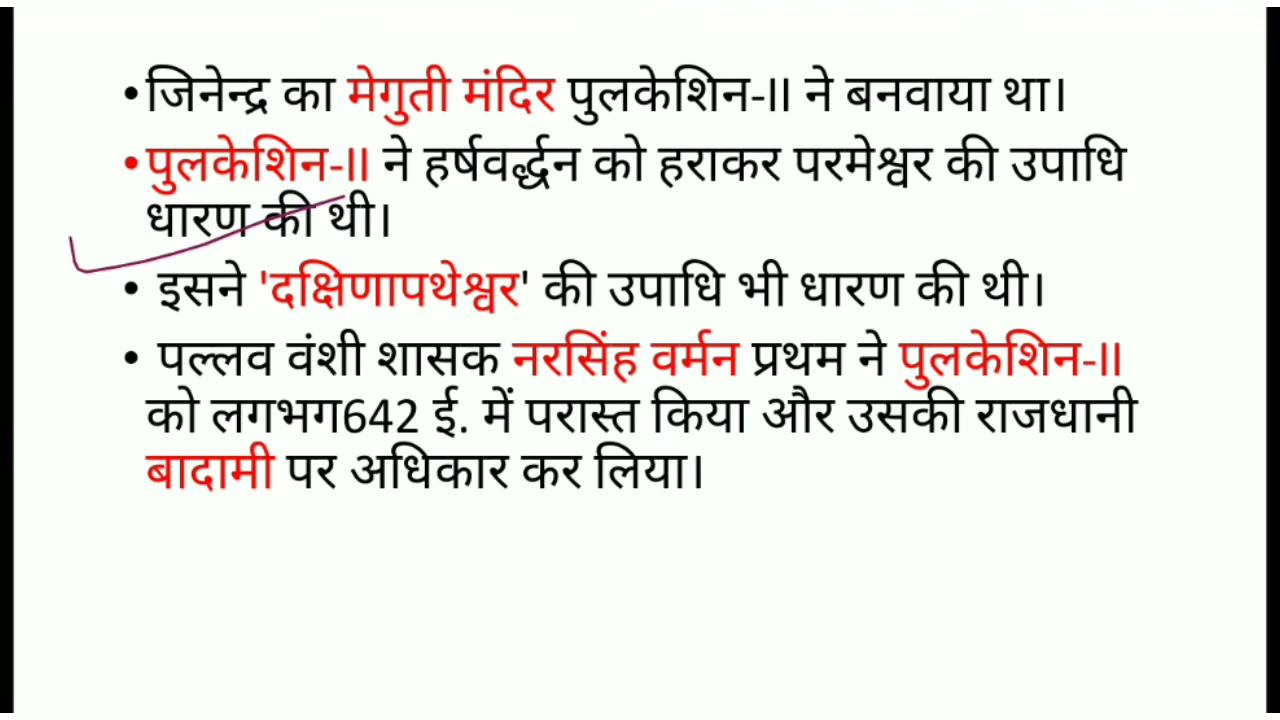 •जिनेन्द्र का मेगुती मंदिर पुलकेशिन-II ने बनवाया था।
•पुलकेशिन-II ने हर्षवर्द्धन को हराकर परमेश्वर की उपाधि
धारण की थी।
• इसने 'दक्षिणापथेश्वर' की उपाधि भी धारण की थी।
• पल्लव वंशी शासक नरसिंह वर्मन प्रथम ने पुलकेशिन-II
को लगभग642 ई. में परास्त किया और उसकी राजधानी
बादामी पर अधिकार कर लिया।